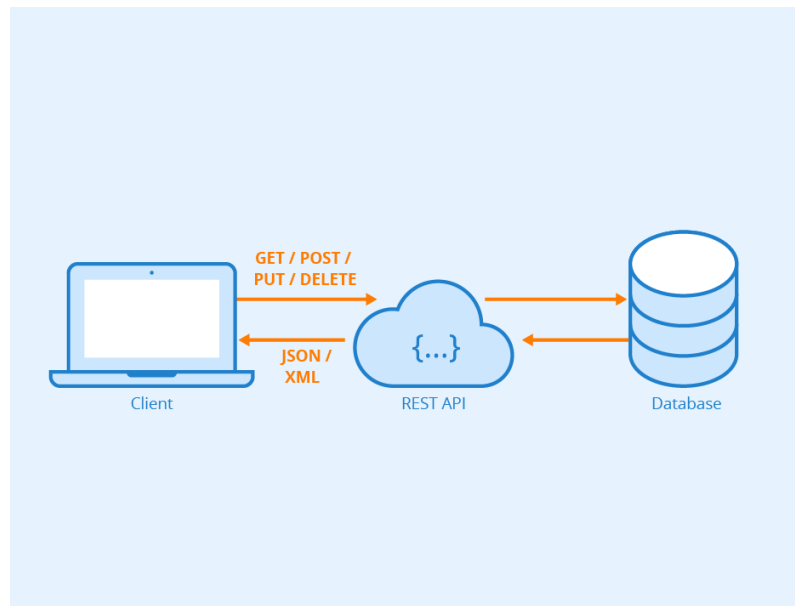 GET / POST /
PUT / DELETE
{...}
JSON /
XML
Client
REST API
Database